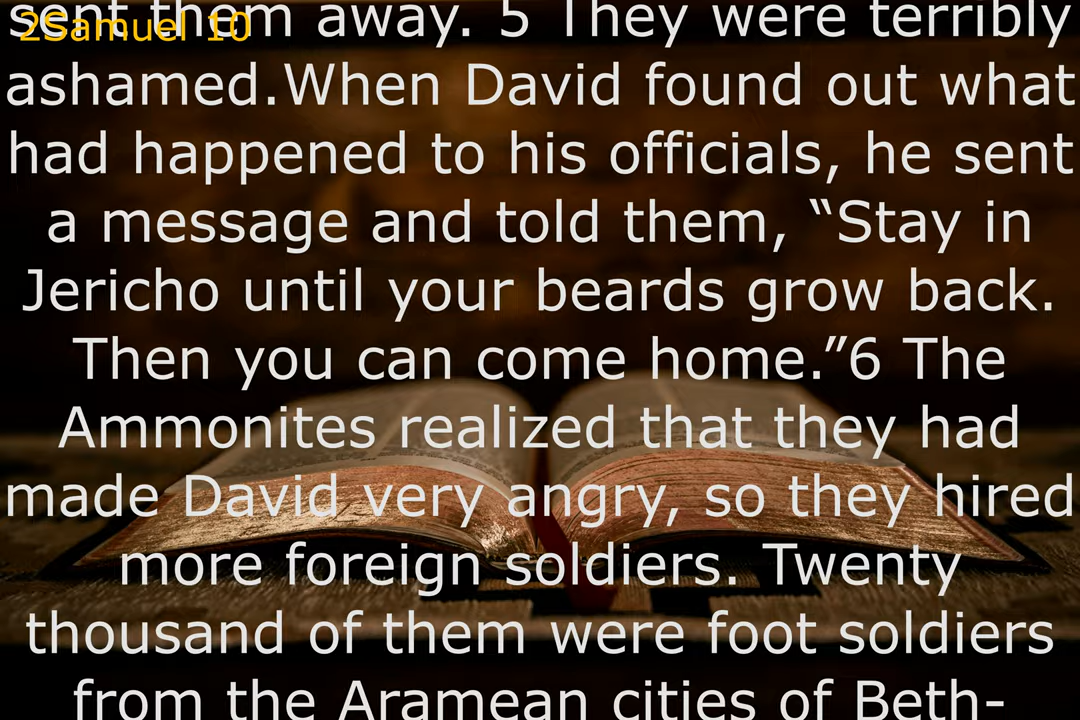 sent them away. 5 They were terribly
2Samuel 10
ashamed.When David found out what
had happened to his officials, he sent
a message and told them, “Stay in
Jericho until your beards grow back.
Then you can come home.”6 The
Ammonites realized that they had
made David very angry, so they hired
more foreign soldiers. Twenty
thousand of them were foot soldiers
from the Aramean cities of Beth-